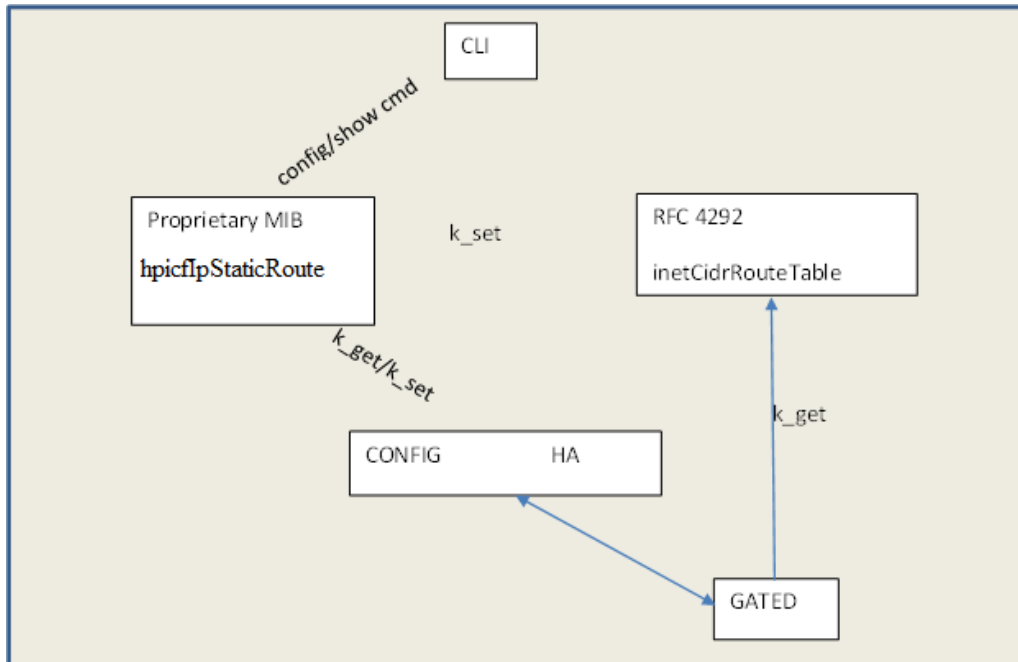 CLI
config/show cmd
Proprietary MIB
hpicfIpStaticRoute
k_set
RFC 4292
inetCidrRouteTable
k_get/k_set
k_get
CONFIG HA
GATED